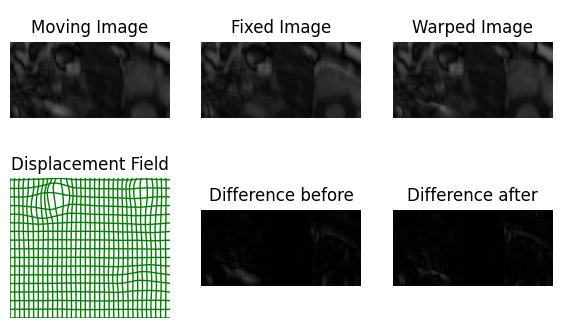 Moving Image
Fixed Image
Warped Image
Displacement Field
Difference before
Difference after